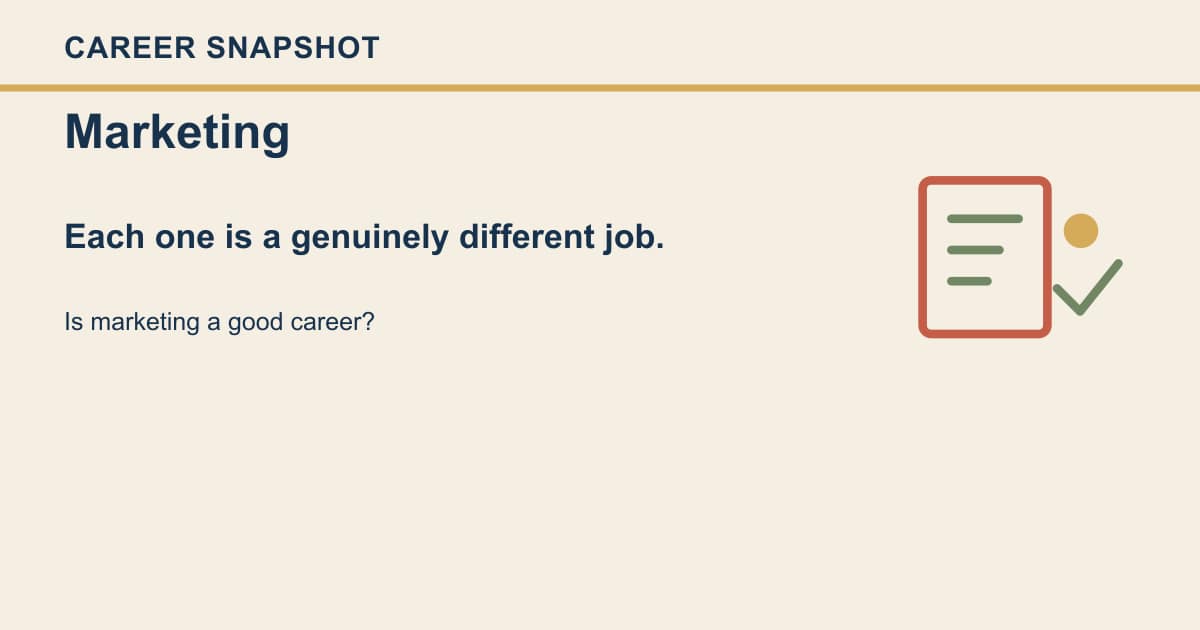 CAREER SNAPSHOT
Marketing
Each one is a genuinely different job.
Is marketing a good career?